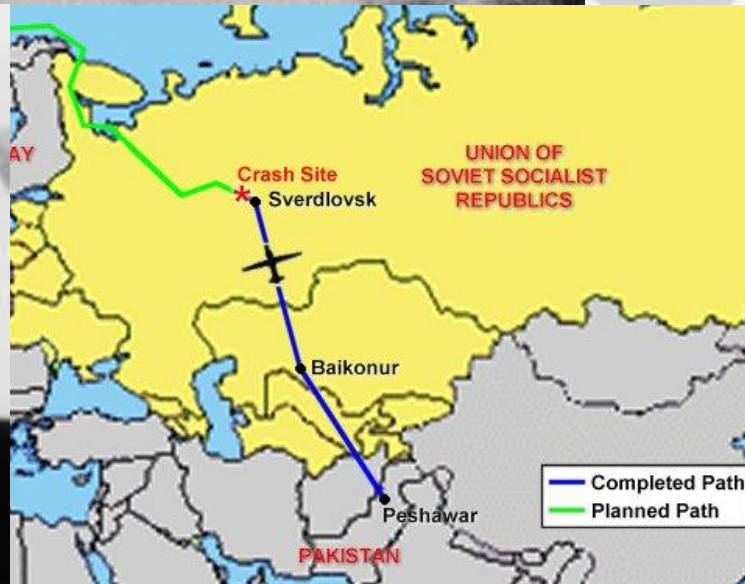 UNION OF
SOVIET SOCIALIST
REPUBLICS
AY
Crash Site
Sverdlovsk
Baikonur
Peshawar
PAKISTAN
Completed Path
Planned Path